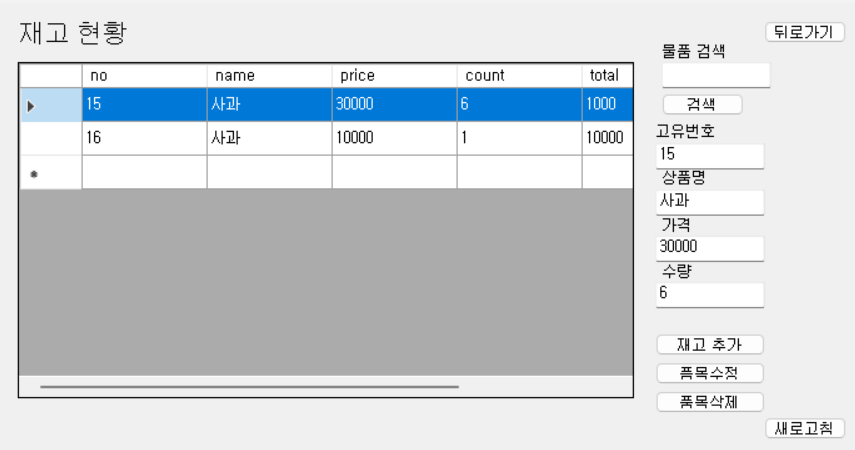 재고 현황
뒤로가기
물품 검색
검색
no name price count total
15 사과 30000 6 1000
16 사과 10000 1 10000
고유번호
15
상품명
사과
가격
30000
수량
6
재고 추가
품목수정
품목삭제
새로고침